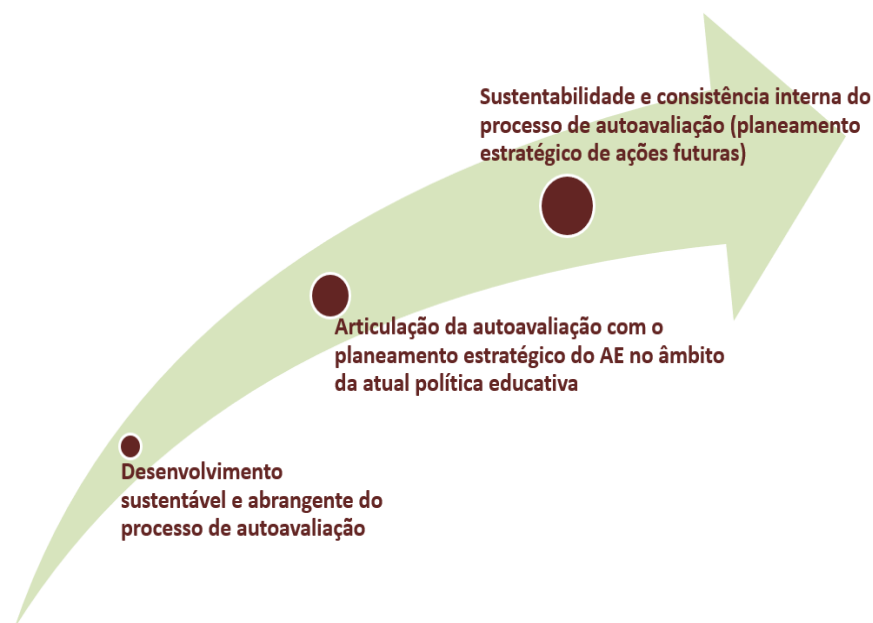 Sustentabilidade e consistência interna do
processo de autoavaliação (planeamento
estratégico de ações futuras)
Articulação da autoavaliação com o
planeamento estratégico do AE no âmbito
da atual política educativa
Desenvolvimento
sustentável e abrangente do
processo de autoavaliação